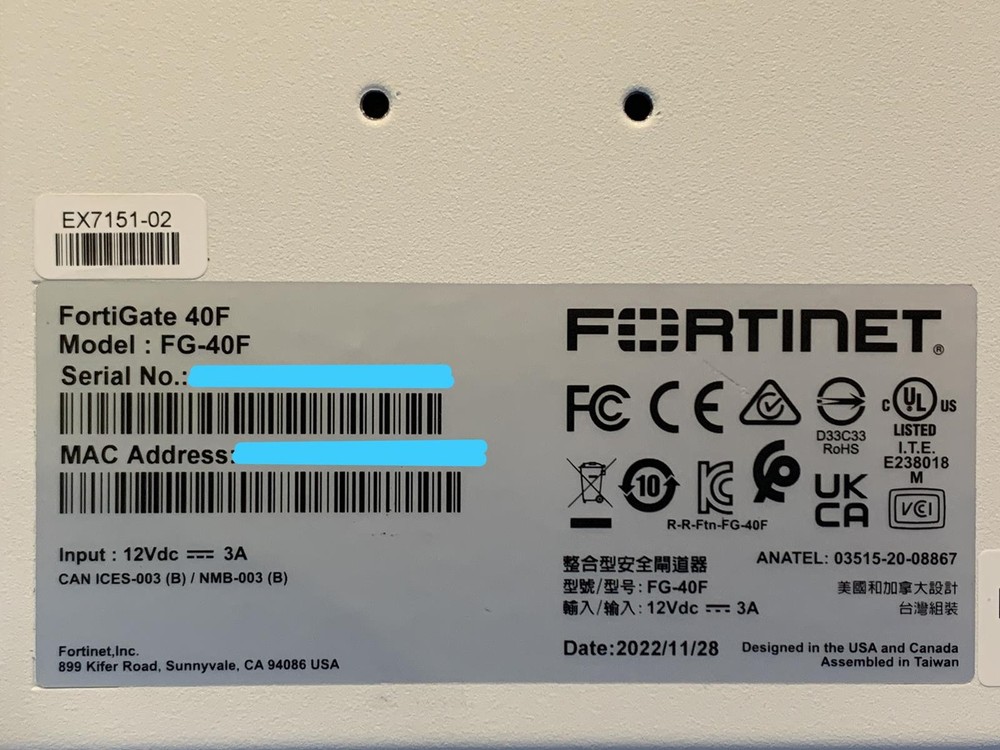 EX7151-02
FortiGate 40F
Model : FG-40F
Serial No.:
MAC Address:
Input : 12Vdc ⎓ 3A
CAN ICES-003 (B) / NMB-003 (B)
Fortinet,Inc.
899 Kifer Road, Sunnyvale, CA 94086 USA
FORTINET®
FC CE
D33C33
RoHS
C UL US
LISTED
I.T.E.
E238018
M
10
R-R-Ftn-FG-40F
UK
CA
VCI
整合型安全閘道器
型號/型号: FG-40F
輸入/输入: 12Vdc ⎓ 3A
ANATEL: 03515-20-08867
美國和加拿大設計
台灣組裝
Date:2022/11/28
Designed in the USA and Canada
Assembled in Taiwan